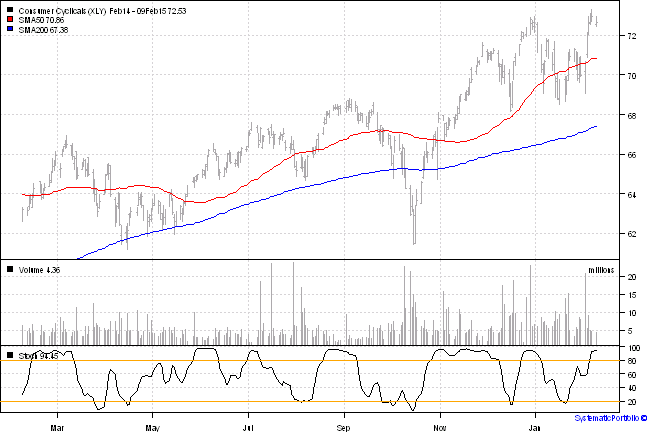 Consumer Cyclicals (XLY) Feb14 - 09Feb15 72.53
SMA50 70.86
SMA200 67.38
72
70
68
66
64
62
Volume 4.36
millions
20
15
10
5
Stoch 94.45
100
80
60
40
20
Mar May Jul Sep Nov Jan
SystematicPortfolio ©